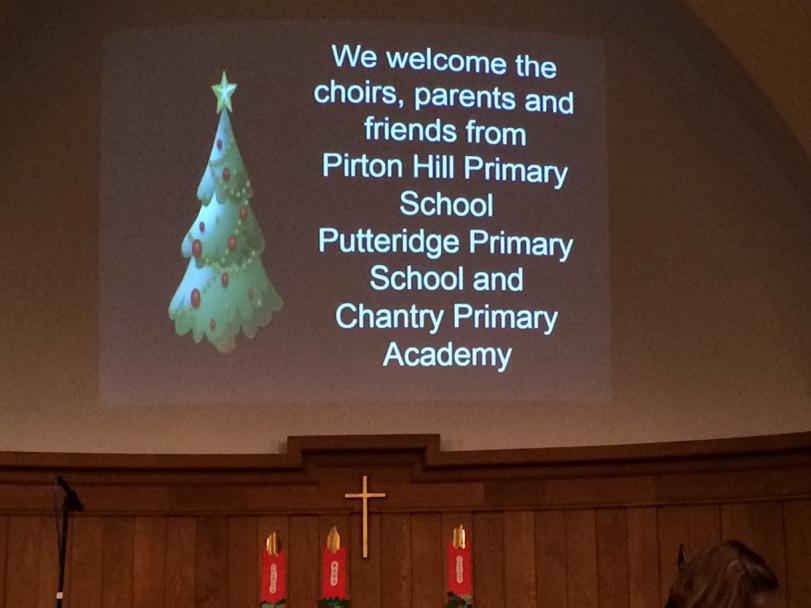 We welcome the
choirs, parents and
friends from
Pirton Hill Primary
School
Putteridge Primary
School and
Chantry Primary
Academy